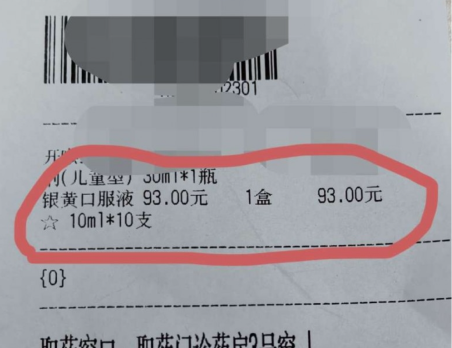 02301
剂(儿童型) 30ml*1瓶
银黄口服液 93.00元 1盒 93.00元
☆ 10ml*10支
{0}
取药窗口